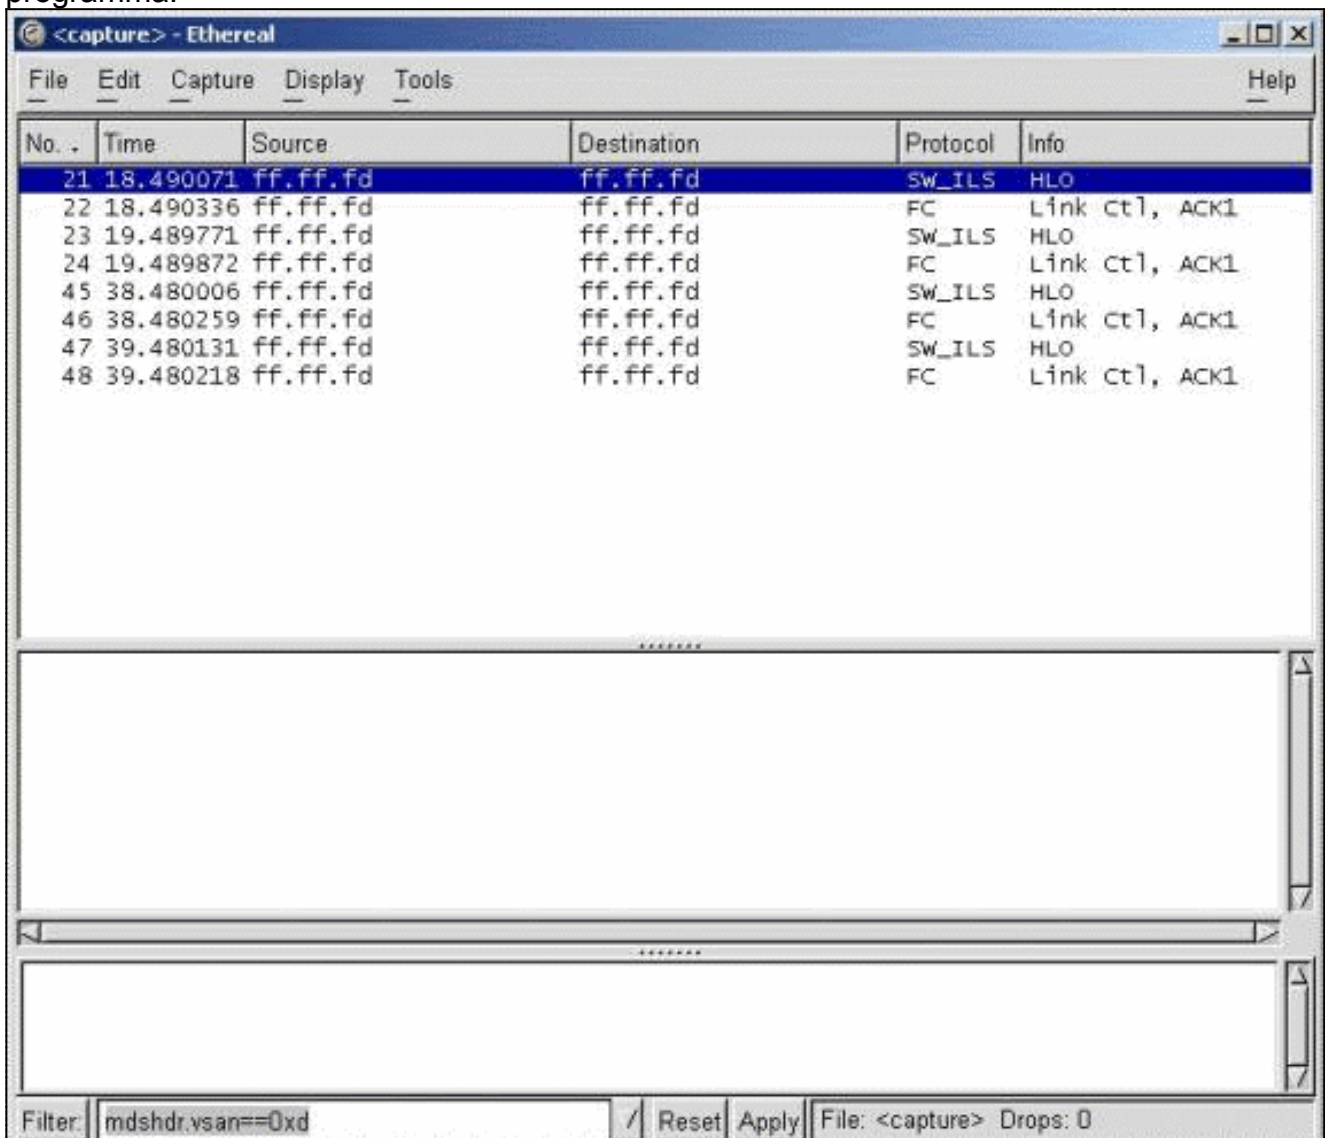 programma.
<capture> - Ethereal
File Edit Capture Display Tools Help
No. . Time Source Destination Protocol Info
21 18.490071 ff.ff.fd ff.ff.fd SW_ILS HLO
22 18.490336 ff.ff.fd ff.ff.fd FC Link Ctl, ACK1
23 19.489771 ff.ff.fd ff.ff.fd SW_ILS HLO
24 19.489872 ff.ff.fd ff.ff.fd FC Link Ctl, ACK1
45 38.480006 ff.ff.fd ff.ff.fd SW_ILS HLO
46 38.480259 ff.ff.fd ff.ff.fd FC Link Ctl, ACK1
47 39.480131 ff.ff.fd ff.ff.fd SW_ILS HLO
48 39.480218 ff.ff.fd ff.ff.fd FC Link Ctl, ACK1
Filter: mdshdr.vsan==0xd / Reset Apply File: <capture> Drops: 0